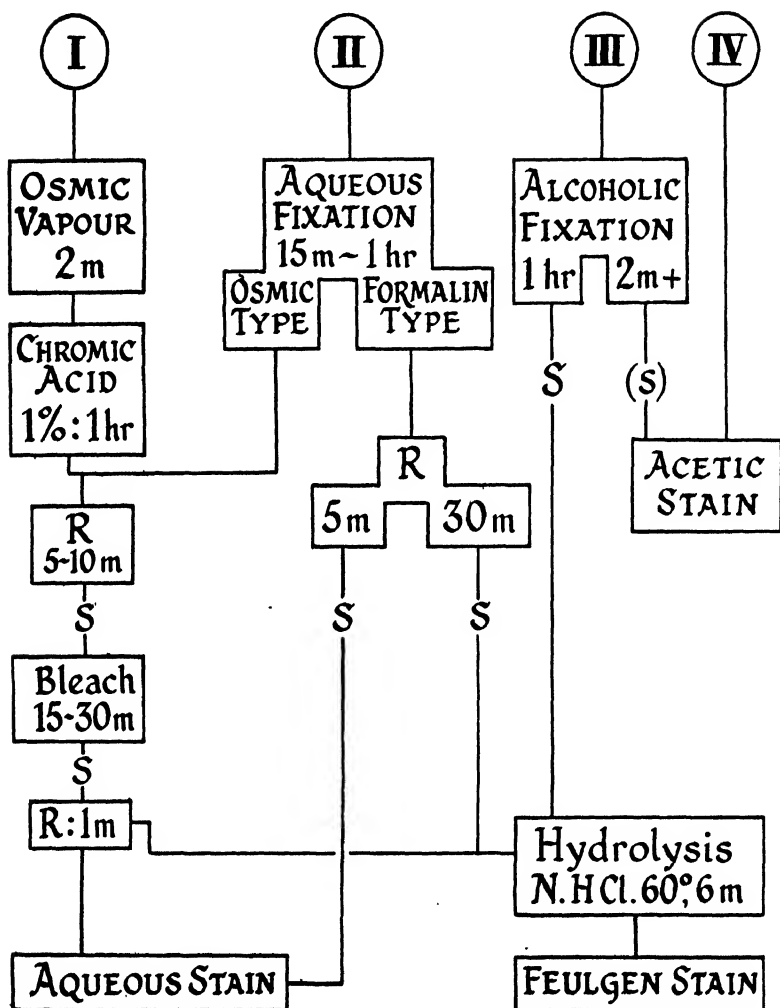 I
II
III
IV
OSMIC
VAPOUR
2m
AQUEOUS
FIXATION
15m~1hr
OSMIC
TYPE
FORMALIN
TYPE
ALCOHOLIC
FIXATION
1hr
2m+
CHROMIC
ACID
1%:1hr
S
(S)
R
5m
30m
ACETIC
STAIN
R
5-10m
S
S
S
Bleach
15-30m
S
R:1m
Hydrolysis
N.HCl.60°,6m
AQUEOUS STAIN
FEULGEN STAIN